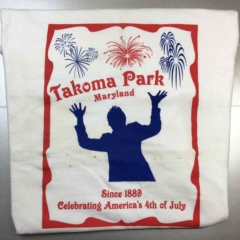 Takoma Park
Maryland
Since 1889
Celebrating America's 4th of July